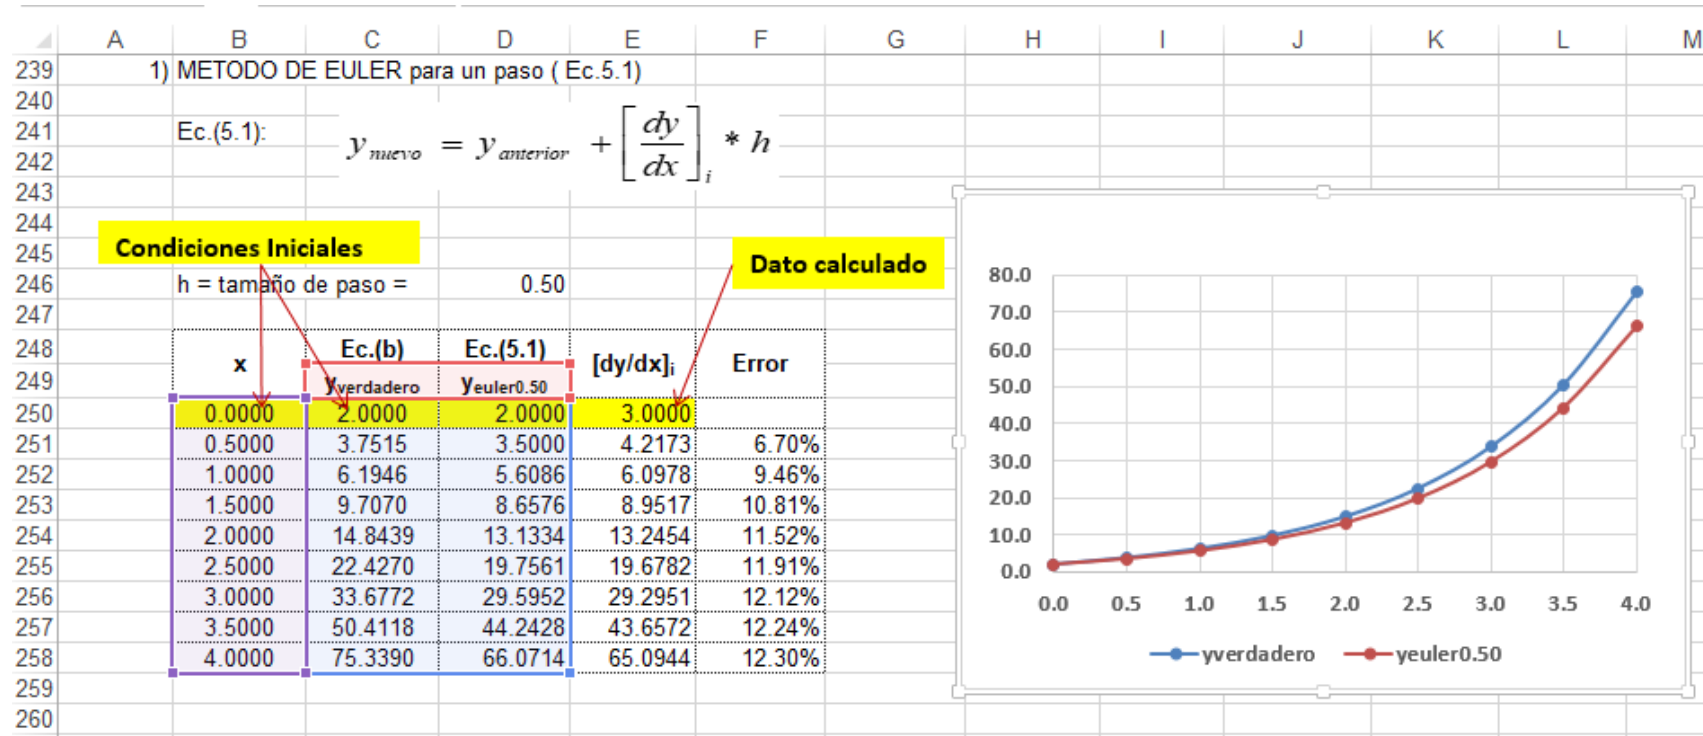 A B C D E F G H I J K L M
239 1) METODO DE EULER para un paso ( Ec.5.1)
240
241 Ec.(5.1): y nuevo = y anterior + [dy/dx]i * h
242
243
244
245 Condiciones Iniciales
Dato calculado
246 h = tamaño de paso = 0.50
247
248 x Ec.(b) Ec.(5.1) [dy/dx]i Error
249 yverdadero yeuler0.50
250 0.0000 2.0000 2.0000 3.0000
251 0.5000 3.7515 3.5000 4.2173 6.70%
252 1.0000 6.1946 5.6086 6.0978 9.46%
253 1.5000 9.7070 8.6576 8.9517 10.81%
254 2.0000 14.8439 13.1334 13.2454 11.52%
255 2.5000 22.4270 19.7561 19.6782 11.91%
256 3.0000 33.6772 29.5952 29.2951 12.12%
257 3.5000 50.4118 44.2428 43.6572 12.24%
258 4.0000 75.3390 66.0714 65.0944 12.30%
259
260
80.0
70.0
60.0
50.0
40.0
30.0
20.0
10.0
0.0
0.0 0.5 1.0 1.5 2.0 2.5 3.0 3.5 4.0
yverdadero yeuler0.50